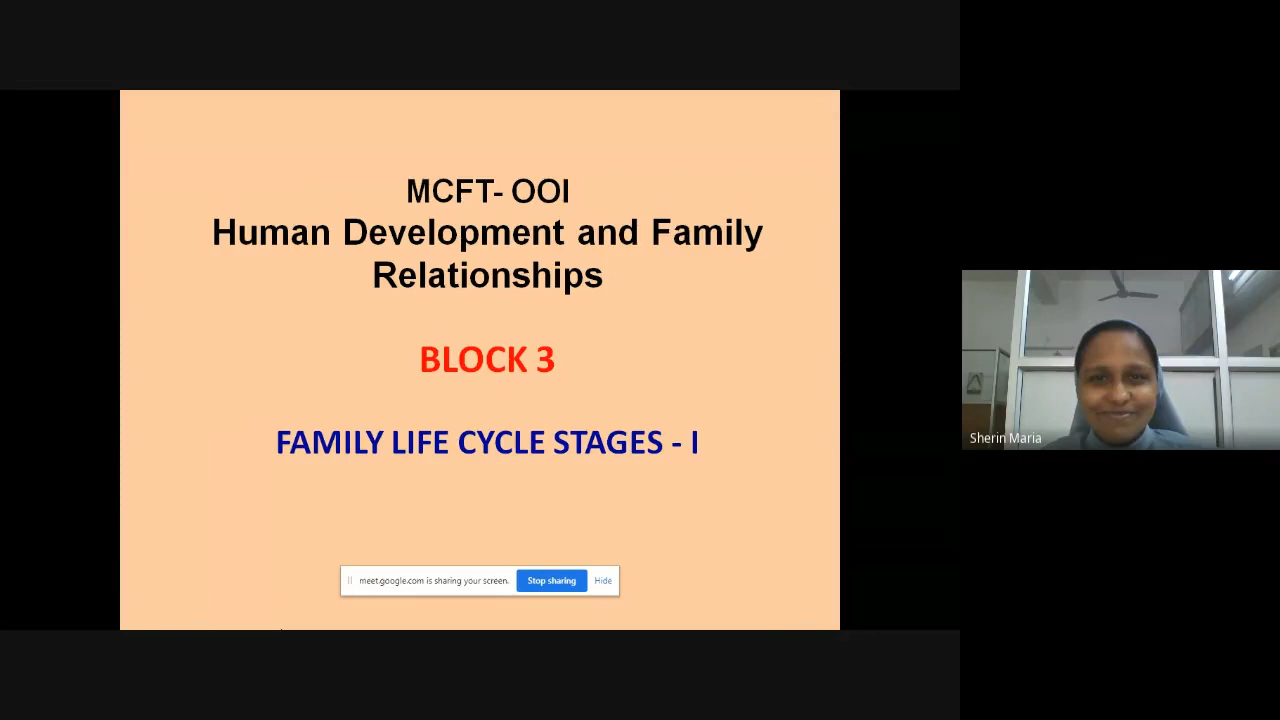 MCFT- OOI
Human Development and Family
Relationships
BLOCK 3
FAMILY LIFE CYCLE STAGES - I
meet.google.com is sharing your screen.
Stop sharing
Hide
Sherin Maria